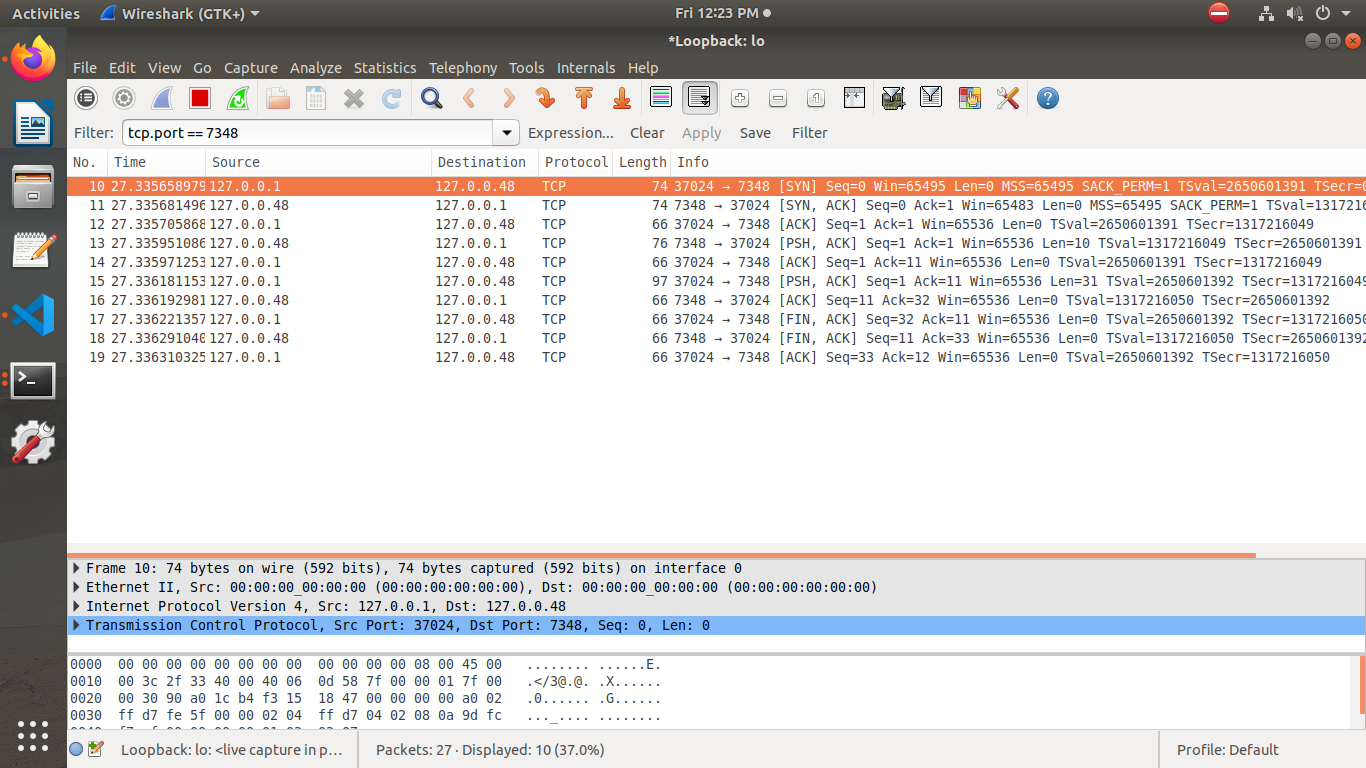 Activities Wireshark (GTK+) Fri 12:23 PM
*Loopback: lo
File Edit View Go Capture Analyze Statistics Telephony Tools Internals Help
Filter: tcp.port == 7348 Expression... Clear Apply Save Filter
No. Time Source Destination Protocol Length Info
10 27.335658979 127.0.0.1 127.0.0.48 TCP 74 37024 → 7348 [SYN] Seq=0 Win=65495 Len=0 MSS=65495 SACK_PERM=1 TSval=2650601391 TSecr=0
11 27.335681496 127.0.0.48 127.0.0.1 TCP 74 7348 → 37024 [SYN, ACK] Seq=0 Ack=1 Win=65483 Len=0 MSS=65495 SACK_PERM=1 TSval=1317216
12 27.335705868 127.0.0.1 127.0.0.48 TCP 66 37024 → 7348 [ACK] Seq=1 Ack=1 Win=65536 Len=0 TSval=2650601391 TSecr=1317216049
13 27.335951086 127.0.0.48 127.0.0.1 TCP 76 7348 → 37024 [PSH, ACK] Seq=1 Ack=1 Win=65536 Len=10 TSval=1317216049 TSecr=2650601391
14 27.335971253 127.0.0.1 127.0.0.48 TCP 66 37024 → 7348 [ACK] Seq=1 Ack=11 Win=65536 Len=0 TSval=2650601391 TSecr=1317216049
15 27.336181153 127.0.0.1 127.0.0.48 TCP 97 37024 → 7348 [PSH, ACK] Seq=1 Ack=11 Win=65536 Len=31 TSval=2650601392 TSecr=1317216049
16 27.336192981 127.0.0.48 127.0.0.1 TCP 66 7348 → 37024 [ACK] Seq=11 Ack=32 Win=65536 Len=0 TSval=1317216050 TSecr=2650601392
17 27.336221357 127.0.0.1 127.0.0.48 TCP 66 37024 → 7348 [FIN, ACK] Seq=32 Ack=11 Win=65536 Len=0 TSval=2650601392 TSecr=1317216050
18 27.336291040 127.0.0.48 127.0.0.1 TCP 66 7348 → 37024 [FIN, ACK] Seq=11 Ack=33 Win=65536 Len=0 TSval=1317216050 TSecr=2650601392
19 27.336310325 127.0.0.1 127.0.0.48 TCP 66 37024 → 7348 [ACK] Seq=33 Ack=12 Win=65536 Len=0 TSval=2650601392 TSecr=1317216050
Frame 10: 74 bytes on wire (592 bits), 74 bytes captured (592 bits) on interface 0
Ethernet II, Src: 00:00:00_00:00:00 (00:00:00:00:00:00), Dst: 00:00:00_00:00:00 (00:00:00:00:00:00)
Internet Protocol Version 4, Src: 127.0.0.1, Dst: 127.0.0.48
Transmission Control Protocol, Src Port: 37024, Dst Port: 7348, Seq: 0, Len: 0
0000 00 00 00 00 00 00 00 00 00 00 00 00 08 00 45 00 ........ ......E.
0010 00 3c 2f 33 40 00 40 06 0d 58 7f 00 00 01 7f 00 .</3@.@. .X......
0020 00 30 90 a0 1c b4 f3 15 18 47 00 00 00 00 a0 02 .0...... .G......
0030 ff d7 fe 5f 00 00 02 04 ff d7 04 02 08 0a 9d fc ..._.... ........
Loopback: lo: <live capture in p... Packets: 27 · Displayed: 10 (37.0%) Profile: Default